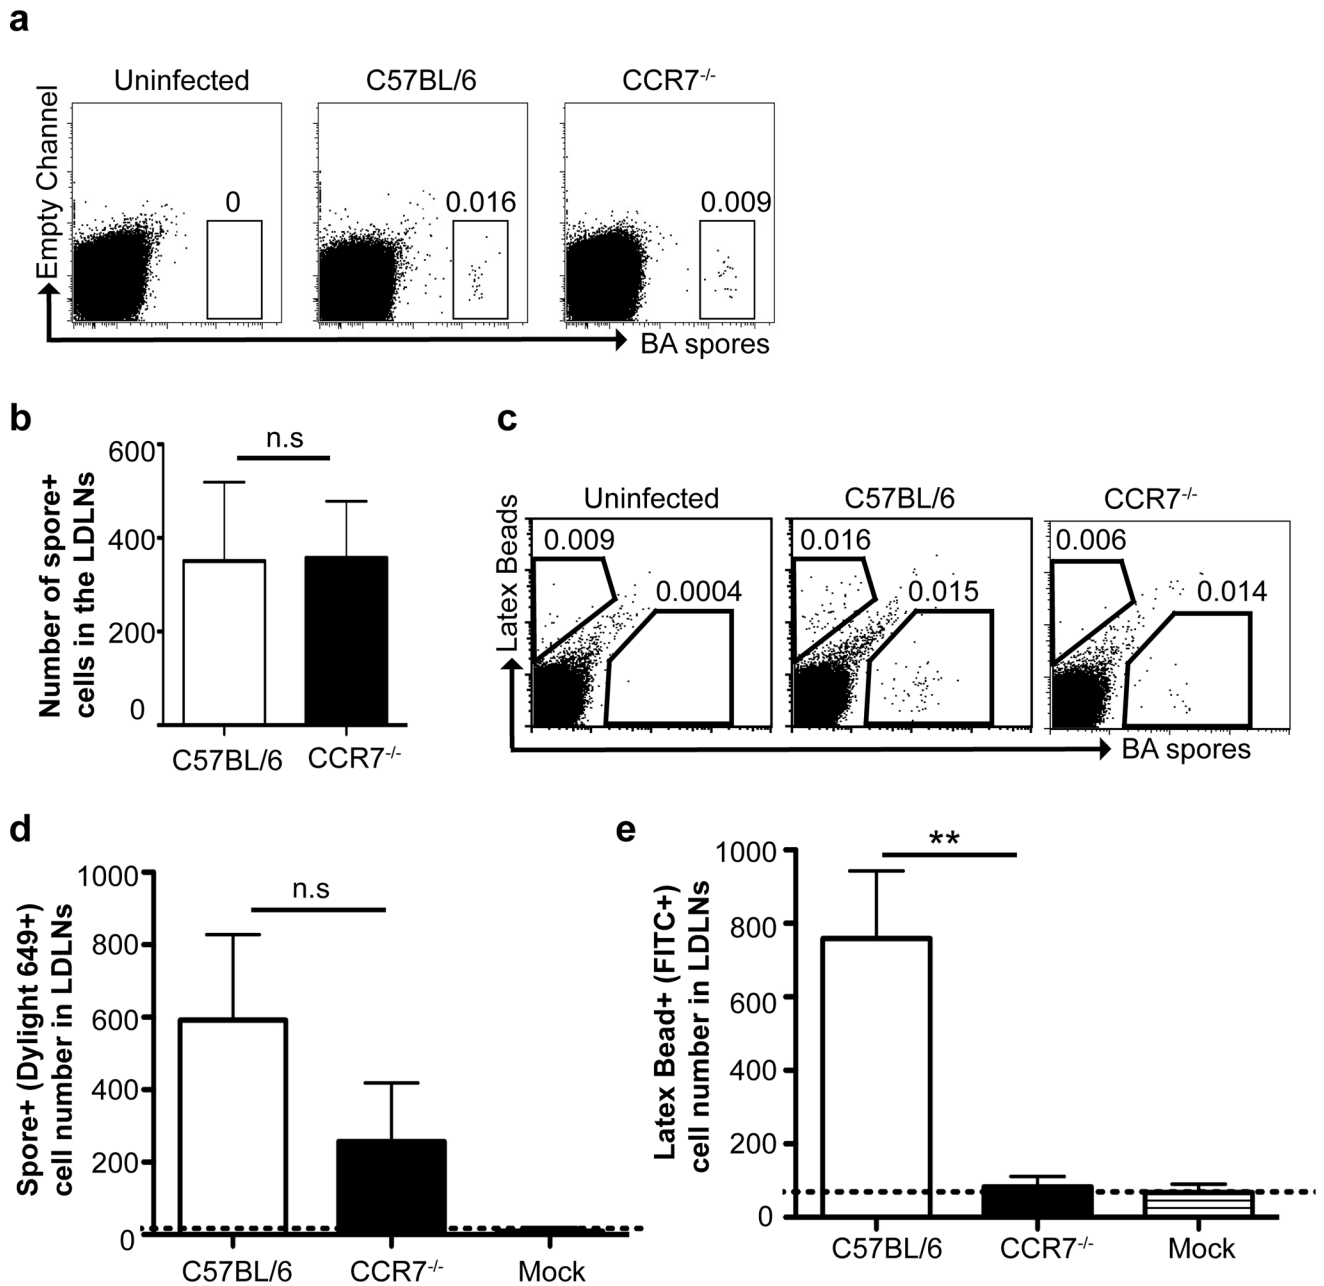 a
Uninfected C57BL/6 CCR7-/-
Empty Channel
0 0.016 0.009
BA spores
b
Number of spore+
cells in the LDLNs
600
400
200
0
n.s
C57BL/6 CCR7-/-
c
Uninfected C57BL/6 CCR7-/-
Latex Beads
0.009 0.016 0.006
0.0004 0.015 0.014
BA spores
d
Spore+ (Dylight 649+)
cell number in LDLNs
1000
800
600
400
200
0
n.s
C57BL/6 CCR7-/- Mock
e
Latex Bead+ (FITC+)
cell number in LDLNs
1000
800
600
400
200
0
**
C57BL/6 CCR7-/- Mock